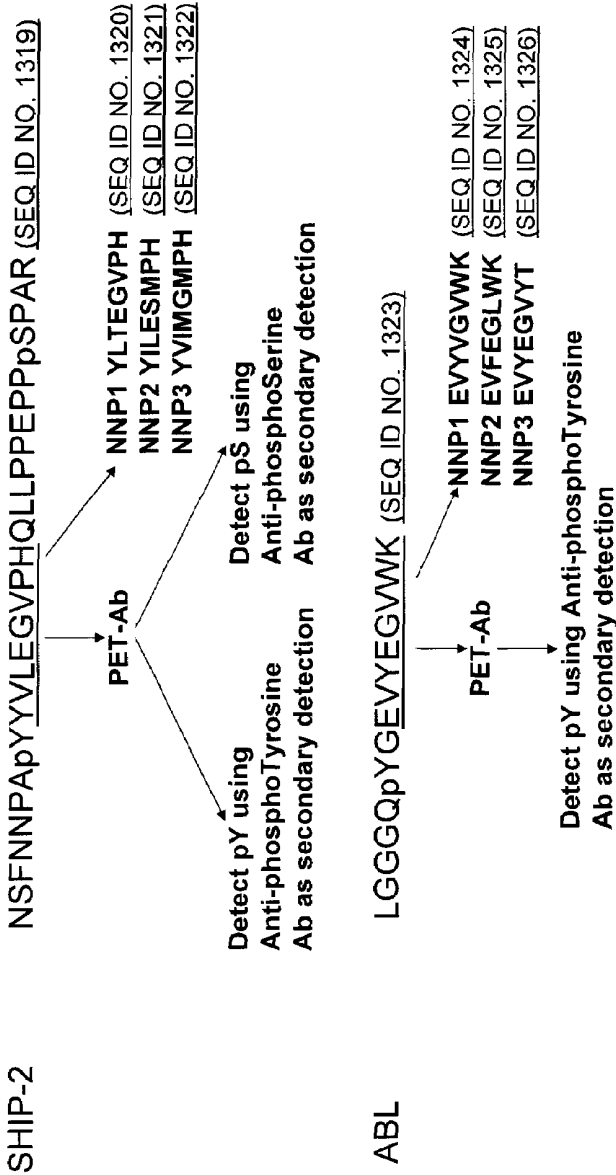 SHIP-2 NSFNNPApYYVLEGVPHQLLPPEPPpSPAR (SEQ ID NO. 1319)
PET-Ab
NNP1 YLTEGVPH (SEQ ID NO. 1320)
NNP2 YILESMPH (SEQ ID NO. 1321)
NNP3 YVIMGMPH (SEQ ID NO. 1322)
Detect pY using
Anti-phosphoTyrosine
Ab as secondary detection
Detect pS using
Anti-phosphoSerine
Ab as secondary detection
ABL LGGGQpYGEVYEGVWK (SEQ ID NO. 1323)
PET-Ab
NNP1 EVYVGVWK (SEQ ID NO. 1324)
NNP2 EVFEGLWK (SEQ ID NO. 1325)
NNP3 EVYEGVYT (SEQ ID NO. 1326)
Detect pY using Anti-phosphoTyrosine
Ab as secondary detection